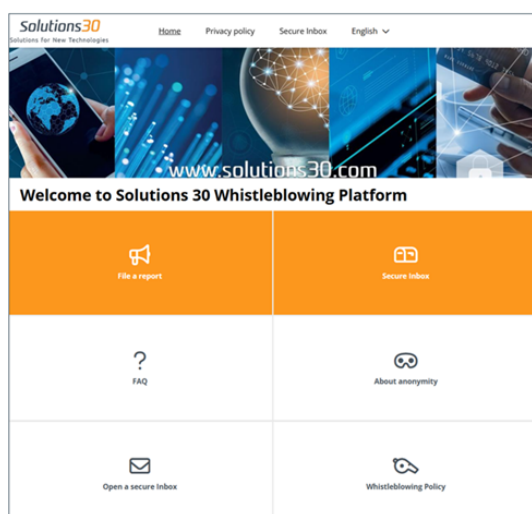 Solutions30
Solutions For New Technologies
Home Privacy policy Secure Inbox English
www.solutions30.com
Welcome to Solutions 30 Whistleblowing Platform
File a report Secure Inbox
FAQ About anonymity
Open a secure Inbox Whistleblowing Policy